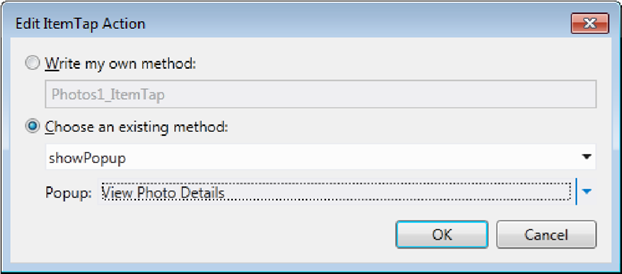 Edit ItemTap Action
Write my own method:
Photos1_ItemTap
Choose an existing method:
showPopup
Popup: View Photo Details
OK Cancel